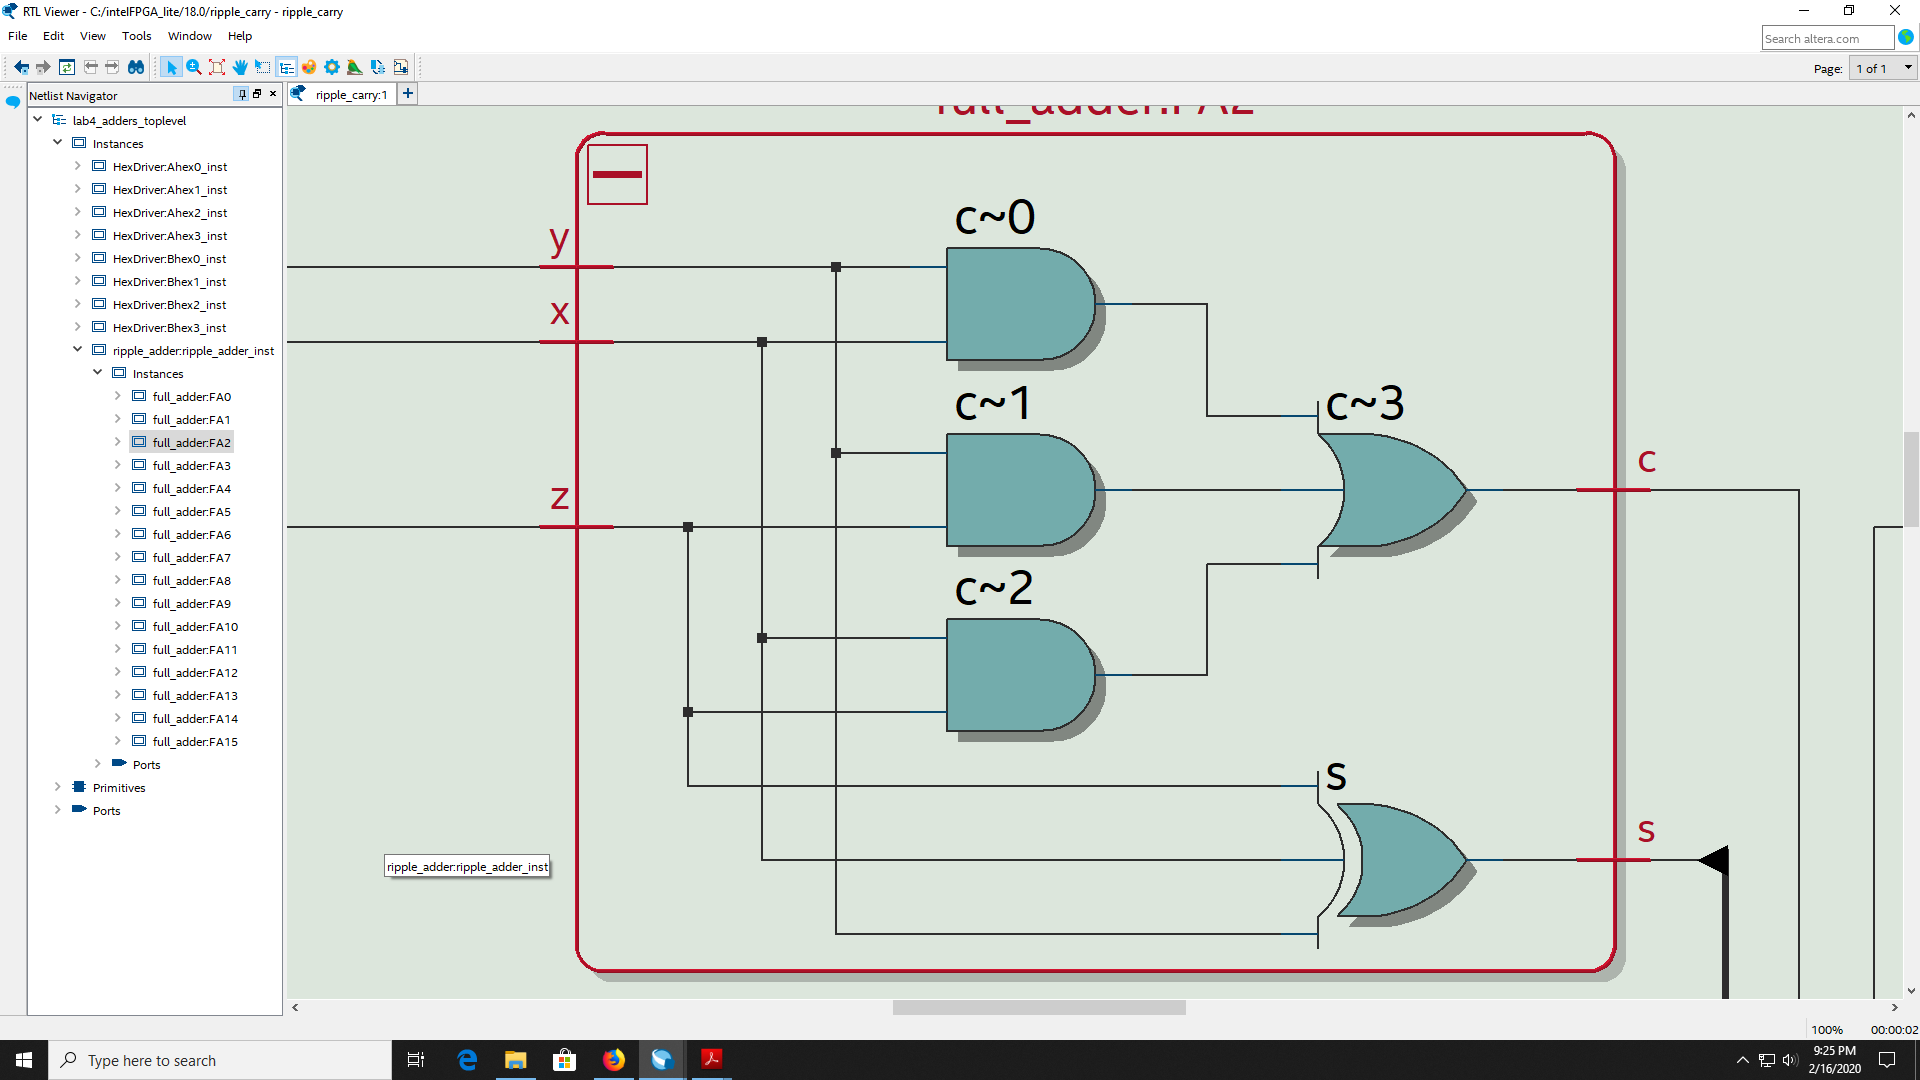 RTL Viewer - C:/intelFPGA_lite/18.0/ripple_carry - ripple_carry
File Edit View Tools Window Help
Search altera.com
Page: 1 of 1
Netlist Navigator
ripple_carry:1
lab4_adders_toplevel
Instances
HexDriver:Ahex0_inst
HexDriver:Ahex1_inst
HexDriver:Ahex2_inst
HexDriver:Ahex3_inst
HexDriver:Bhex0_inst
HexDriver:Bhex1_inst
HexDriver:Bhex2_inst
HexDriver:Bhex3_inst
ripple_adder:ripple_adder_inst
Instances
full_adder:FA0
full_adder:FA1
full_adder:FA2
full_adder:FA3
full_adder:FA4
full_adder:FA5
full_adder:FA6
full_adder:FA7
full_adder:FA8
full_adder:FA9
full_adder:FA10
full_adder:FA11
full_adder:FA12
full_adder:FA13
full_adder:FA14
full_adder:FA15
Ports
Primitives
Ports
full_adder:FA2
c~0
y
x
c~1
c~3
c
z
c~2
s
s
ripple_adder:ripple_adder_inst
100% 00:00:02
Type here to search
9:25 PM
2/16/2020